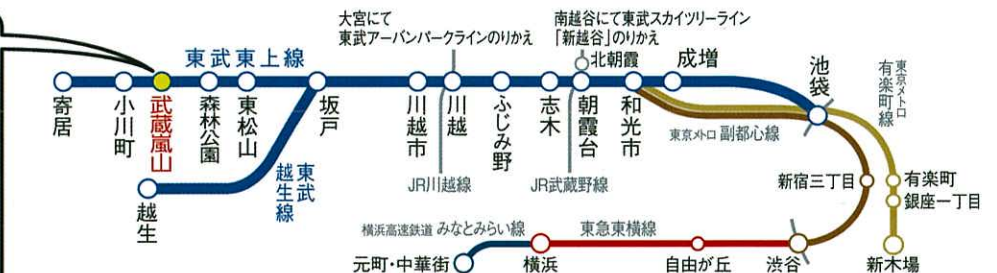 大宮にて
東武アーバンパークラインのりかえ
南越谷にて東武スカイツリーライン
「新越谷」のりかえ
北朝霞
東武東上線
成増
池袋
東京メトロ
有楽町線
寄居
小川町
武蔵嵐山
森林公園
東松山
坂戸
川越市
川越
ふじみ野
志木
朝霞台
和光市
東京メトロ 副都心線
東武
越生線
越生
JR川越線
JR武蔵野線
新宿三丁目
有楽町
銀座一丁目
横浜高速鉄道 みなとみらい線
東急東横線
元町・中華街
横浜
自由が丘
渋谷
新木場